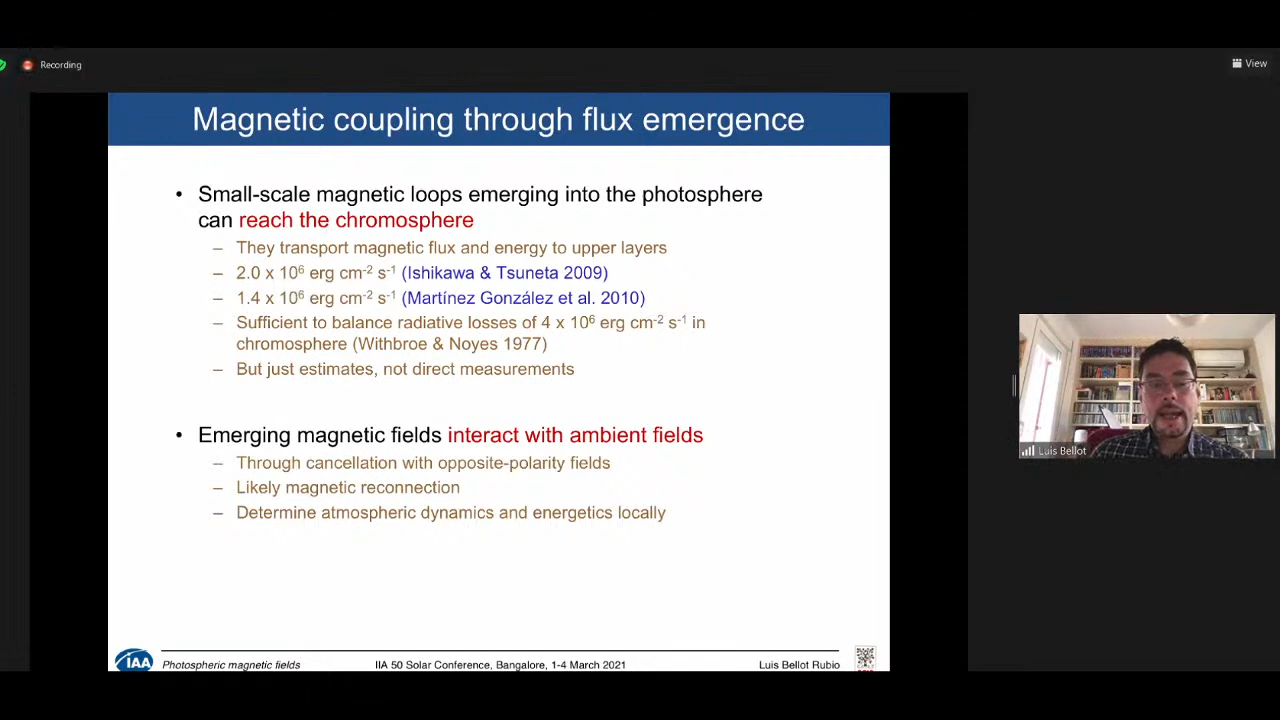 Recording
View
Magnetic coupling through flux emergence
• Small-scale magnetic loops emerging into the photosphere
can reach the chromosphere
– They transport magnetic flux and energy to upper layers
– 2.0 x 10⁶ erg cm⁻² s⁻¹ (Ishikawa & Tsuneta 2009)
– 1.4 x 10⁶ erg cm⁻² s⁻¹ (Martínez González et al. 2010)
– Sufficient to balance radiative losses of 4 x 10⁶ erg cm⁻² s⁻¹ in
chromosphere (Withbroe & Noyes 1977)
– But just estimates, not direct measurements
• Emerging magnetic fields interact with ambient fields
– Through cancellation with opposite-polarity fields
– Likely magnetic reconnection
– Determine atmospheric dynamics and energetics locally
Luis Bellot
IAA
Photospheric magnetic fields
IIA 50 Solar Conference, Bangalore, 1-4 March 2021
Luis Bellot Rubio